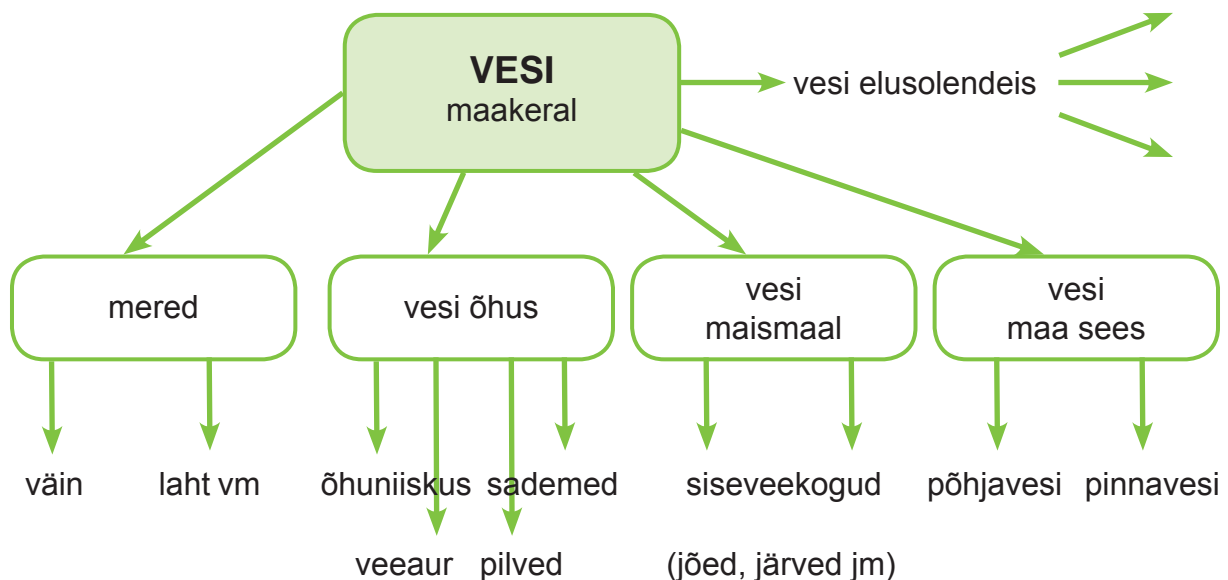 VESI
maakeral
vesi elusolendeis
mered
vesi õhus
vesi
maismaal
vesi
maa sees
väin
laht vm
õhuniiskus
sademed
siseveekogud
põhjavesi
pinnavesi
veeaur
pilved
(jõed, järved jm)